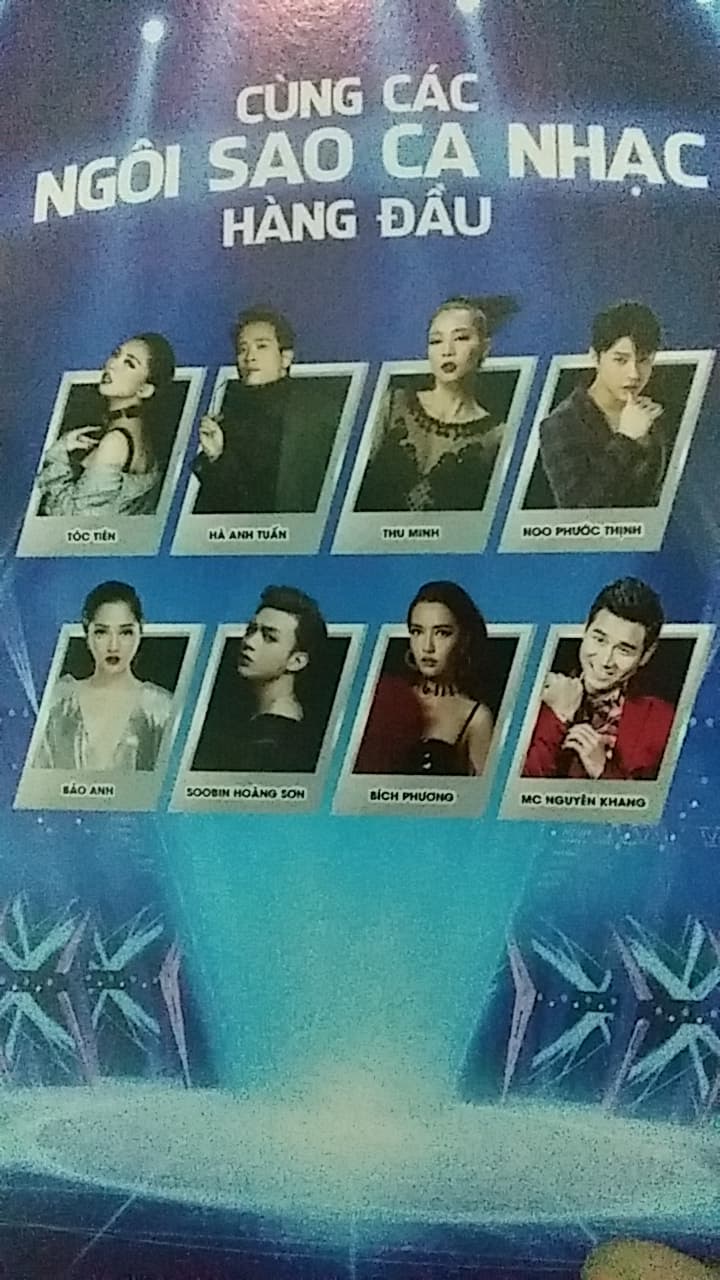 CÙNG CÁC
NGÔI SAO CA NHẠC
HÀNG ĐẦU
TÓC TIÊN
HÀ ANH TUẤN
THU MINH
NOO PHƯỚC THỊNH
BẢO ANH
SOOBIN HOÀNG SƠN
BÍCH PHƯƠNG
MC NGUYÊN KHANG